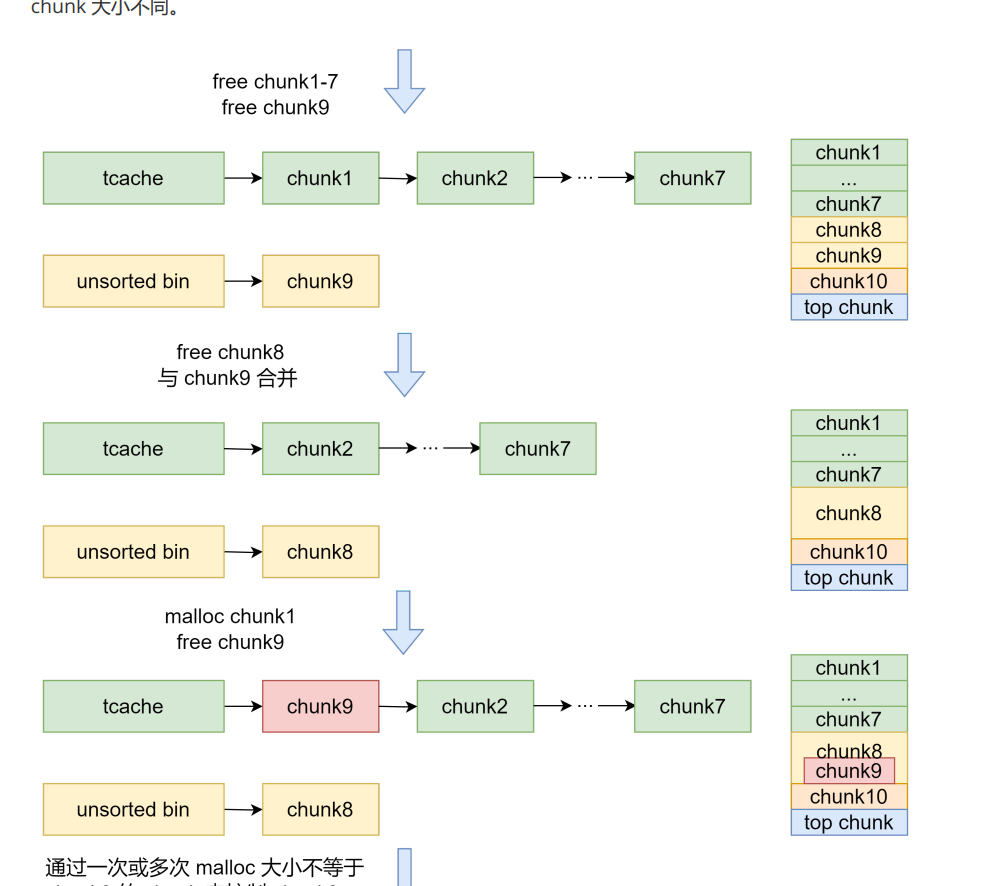 chunk 大小不同。
free chunk1-7
free chunk9
tcache
chunk1
chunk2
...
chunk7
unsorted bin
chunk9
chunk1
...
chunk7
chunk8
chunk9
chunk10
top chunk
free chunk8
与 chunk9 合并
tcache
chunk2
...
chunk7
unsorted bin
chunk8
chunk1
...
chunk7
chunk8
chunk10
top chunk
malloc chunk1
free chunk9
tcache
chunk9
chunk2
...
chunk7
unsorted bin
chunk8
chunk1
...
chunk7
chunk8
chunk9
chunk10
top chunk
通过一次或多次 malloc 大小不等于